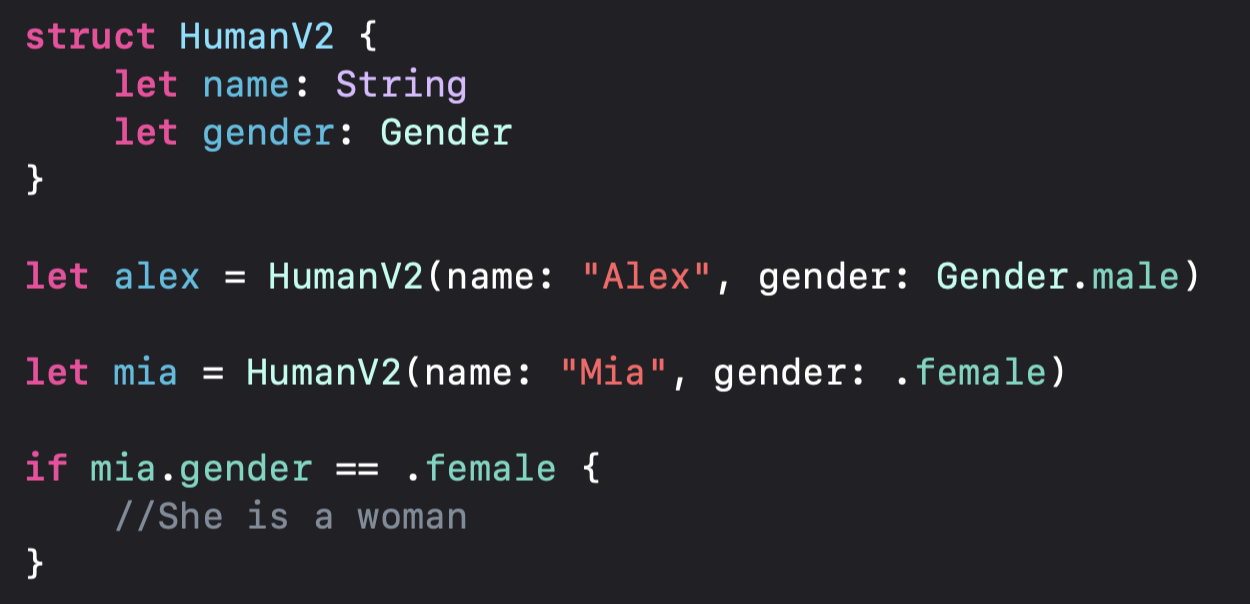 struct HumanV2 {
    let name: String
    let gender: Gender
}
let alex = HumanV2(name: "Alex", gender: Gender.male)
let mia = HumanV2(name: "Mia", gender: .female)
if mia.gender == .female {
    //She is a woman
}